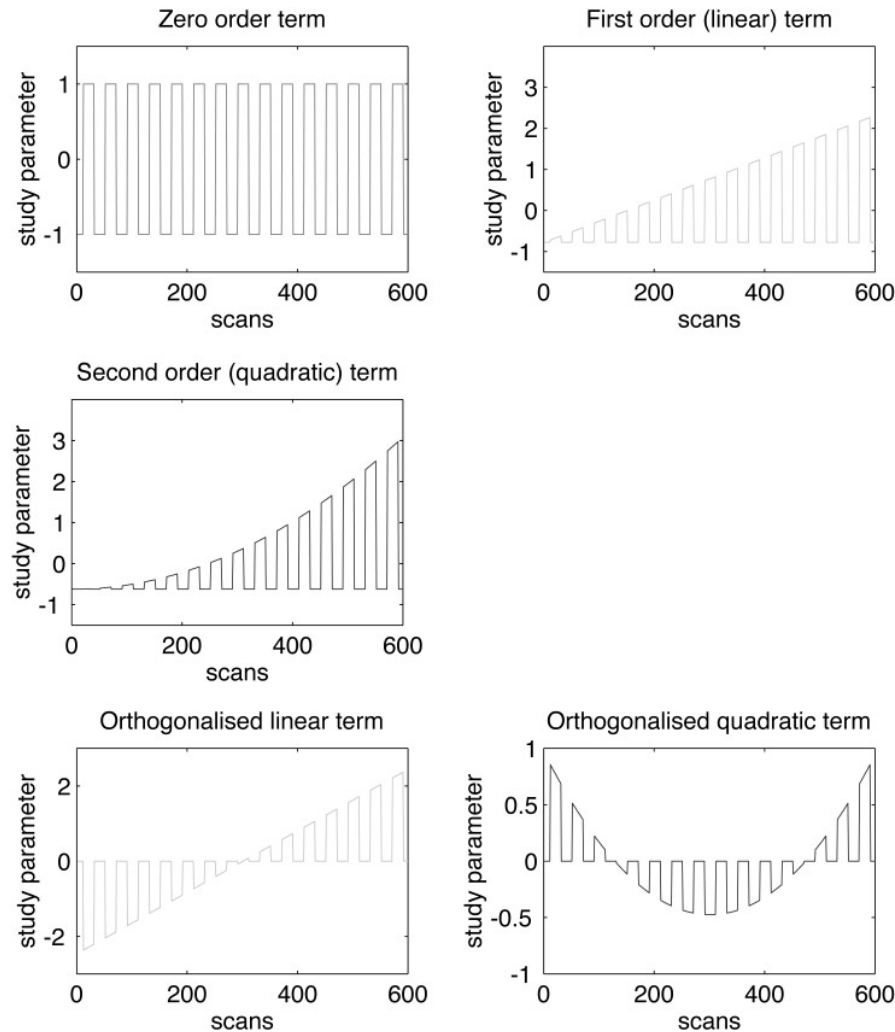 Zero order term
study parameter
1
0
-1
0 200 400 600
scans
First order (linear) term
study parameter
3
2
1
0
-1
0 200 400 600
scans
Second order (quadratic) term
study parameter
3
2
1
0
-1
0 200 400 600
scans
Orthogonalised linear term
study parameter
2
0
-2
0 200 400 600
scans
Orthogonalised quadratic term
study parameter
1
0.5
0
-0.5
-1
0 200 400 600
scans